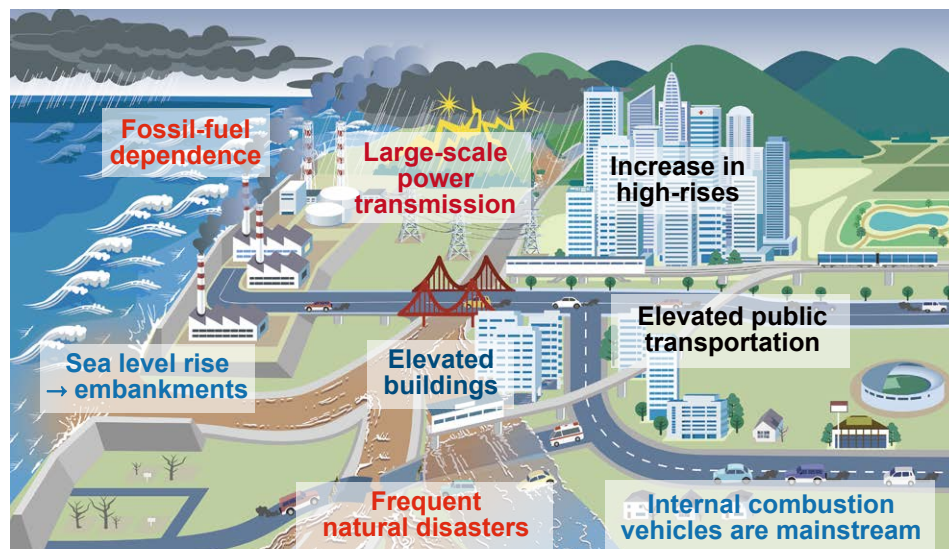 Fossil-fuel
dependence
Large-scale
power
transmission
Increase in
high-rises
Elevated public
transportation
Sea level rise
→ embankments
Elevated
buildings
Frequent
natural disasters
Internal combustion
vehicles are mainstream